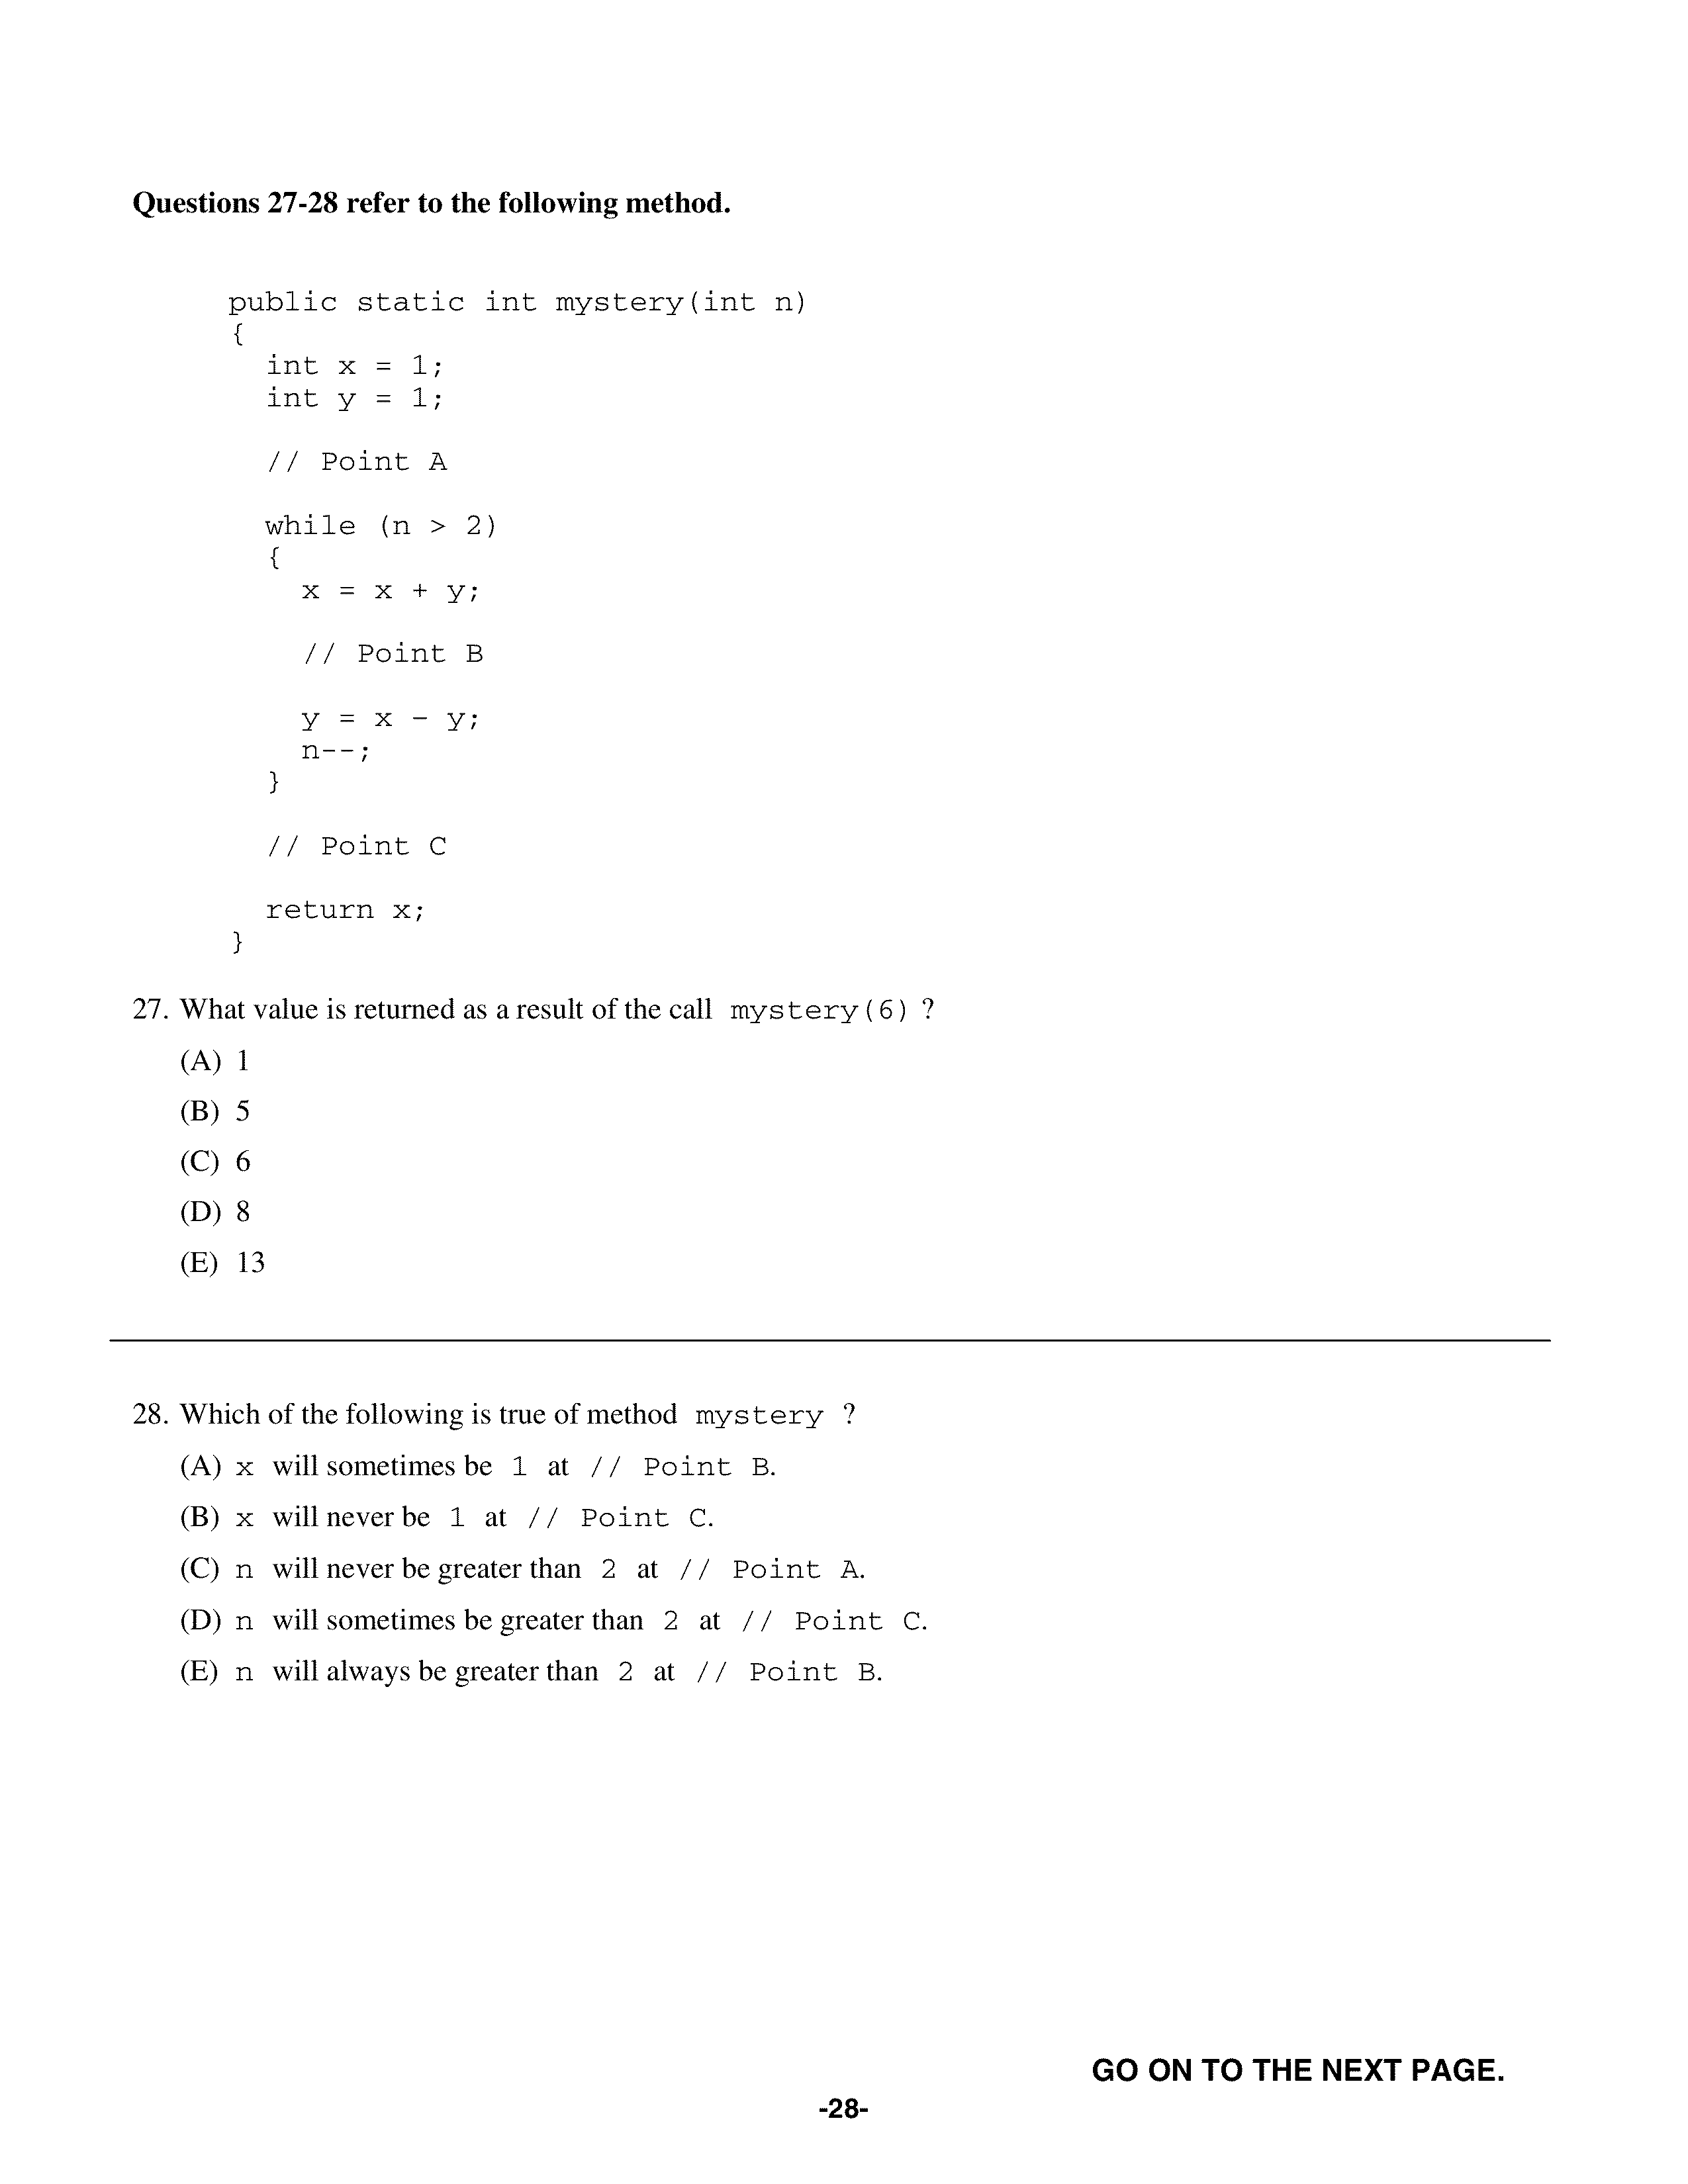 Questions 27-28 refer to the following method.
public static int mystery(int n)
{
int x = 1;
int y = 1;
// Point A
while (n > 2)
{
x = x + y;
// Point B
y = x - y;
n--;
}
// Point C
return x;
}
27. What value is returned as a result of the call mystery(6) ?
(A) 1
(B) 5
(C) 6
(D) 8
(E) 13
28. Which of the following is true of method mystery ?
(A) x will sometimes be 1 at // Point B.
(B) x will never be 1 at // Point C.
(C) n will never be greater than 2 at // Point A.
(D) n will sometimes be greater than 2 at // Point C.
(E) n will always be greater than 2 at // Point B.
GO ON TO THE NEXT PAGE.
-28-